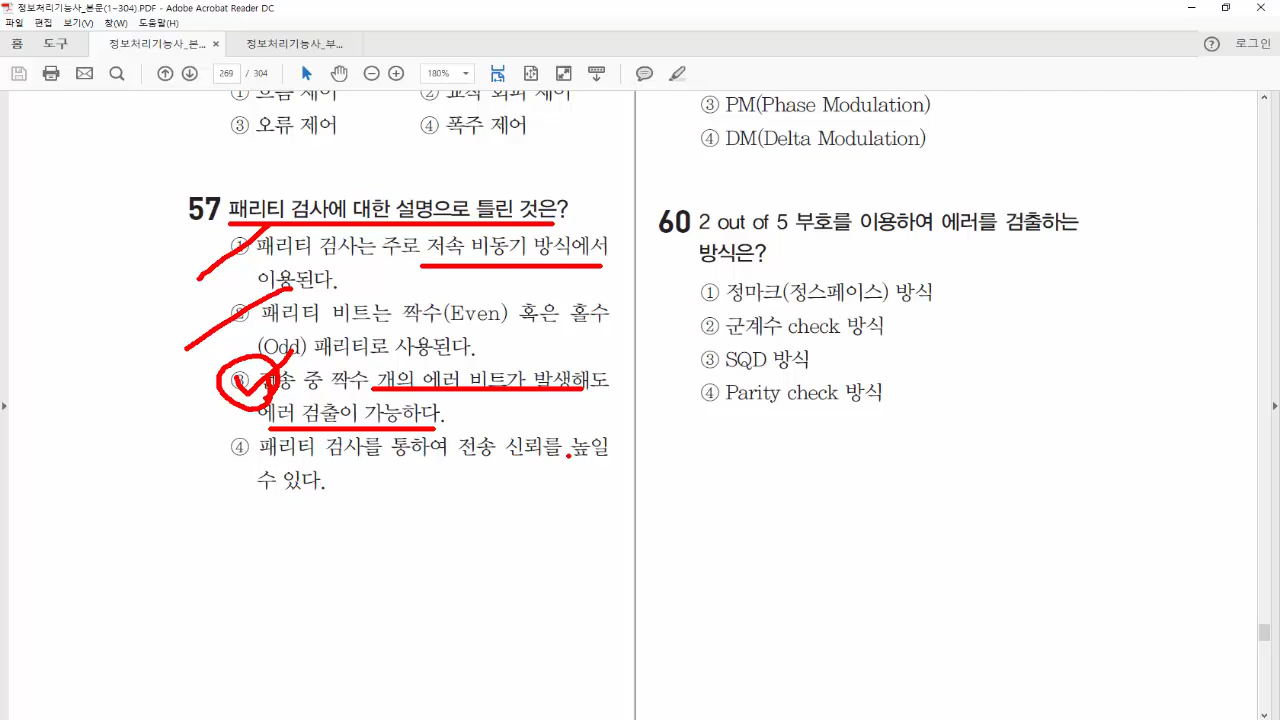 정보처리기능사_본문(1~304).PDF - Adobe Acrobat Reader DC
파일 편집 보기(V) 창(W) 도움말(H)
홈 도구 정보처리기능사_본... × 정보처리기능사_부... 로그인
269 / 304 180%
① 흐름 제어 ② 교착 회피 제어
③ 오류 제어 ④ 폭주 제어
57 패리티 검사에 대한 설명으로 틀린 것은?
① 패리티 검사는 주로 저속 비동기 방식에서
이용된다.
② 패리티 비트는 짝수(Even) 혹은 홀수
(Odd) 패리티로 사용된다.
③ 전송 중 짝수 개의 에러 비트가 발생해도
에러 검출이 가능하다.
④ 패리티 검사를 통하여 전송 신뢰를 높일
수 있다.
③ PM(Phase Modulation)
④ DM(Delta Modulation)
60 2 out of 5 부호를 이용하여 에러를 검출하는
방식은?
① 정마크(정스페이스) 방식
② 군계수 check 방식
③ SQD 방식
④ Parity check 방식